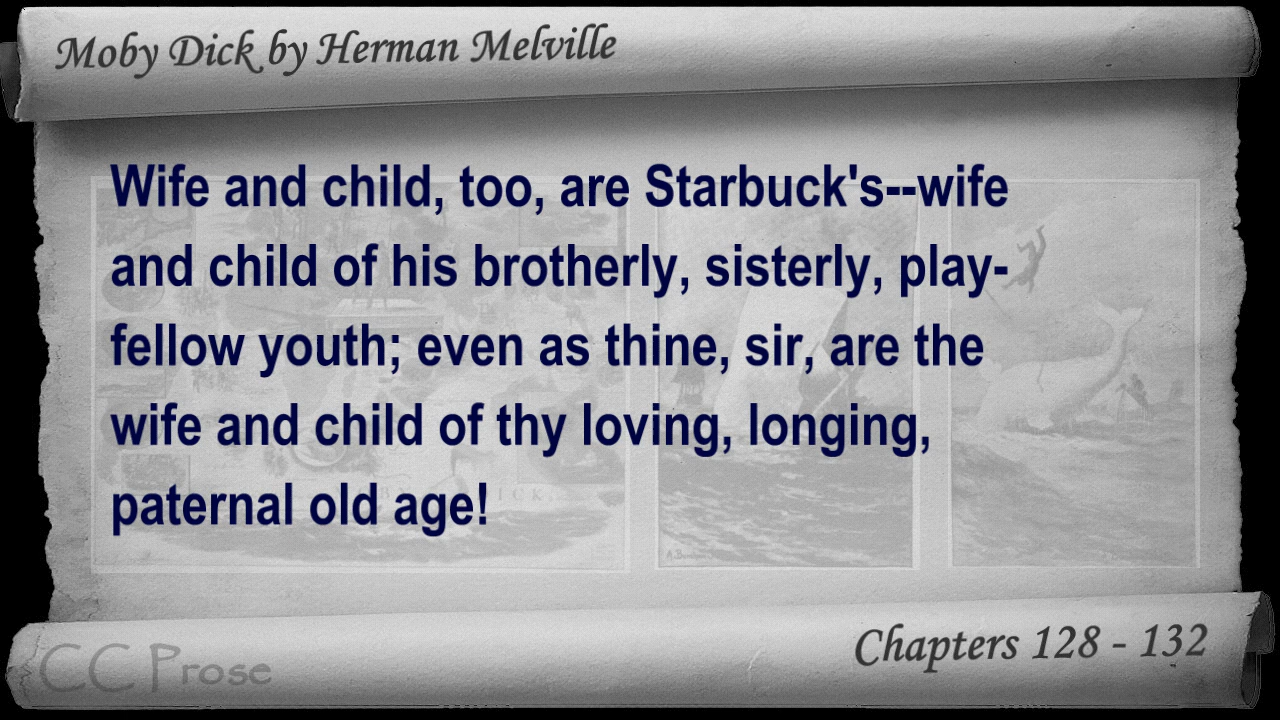 Moby Dick by Herman Melville
Wife and child, too, are Starbuck's--wife
and child of his brotherly, sisterly, play-
fellow youth; even as thine, sir, are the
wife and child of thy loving, longing,
paternal old age!
Chapters 128 - 132
CC Prose